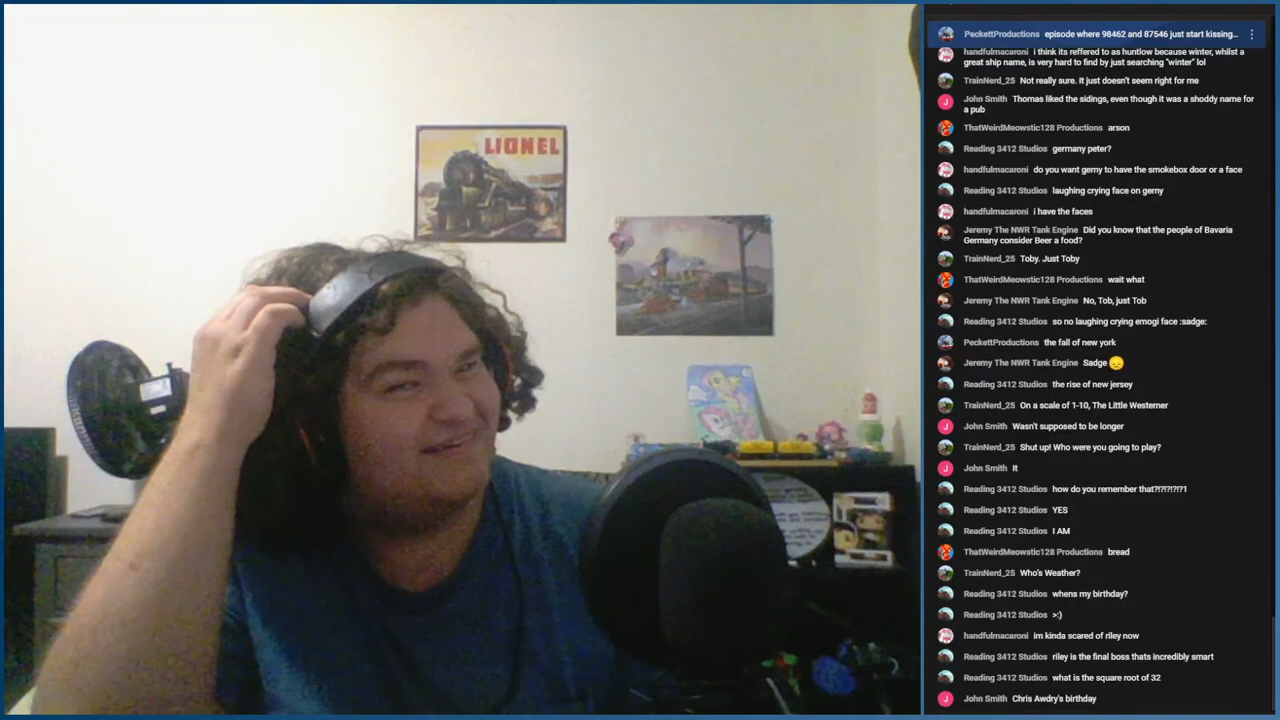 LIONEL
PeckettProductions episode where 98462 and 87546 just start kissing...
handfulmacaroni i think its reffered to as huntlow because winter, whilst a
great ship name, is very hard to find by just searching "winter" lol
TrainNerd_25 Not really sure. It just doesn't seem right for me
John Smith Thomas liked the sidings, even though it was a shoddy name for
a pub
ThatWeirdMeowstic128 Productions arson
Reading 3412 Studios germany peter?
handfulmacaroni do you want gerny to have the smokebox door or a face
Reading 3412 Studios laughing crying face on gerny
handfulmacaroni i have the faces
Jeremy The NWR Tank Engine Did you know that the people of Bavaria
Germany consider Beer a food?
TrainNerd_25 Toby. Just Toby
ThatWeirdMeowstic128 Productions wait what
Jeremy The NWR Tank Engine No, Tob, just Tob
Reading 3412 Studios so no laughing crying emogi face :sadge:
PeckettProductions the fall of new york
Jeremy The NWR Tank Engine Sadge 😞
Reading 3412 Studios the rise of new jersey
TrainNerd_25 On a scale of 1-10, The Little Westerner
J John Smith Wasn't supposed to be longer
TrainNerd_25 Shut up! Who were you going to play?
J John Smith It
Reading 3412 Studios how do you remember that?!?!?!?!?1
Reading 3412 Studios YES
Reading 3412 Studios I AM
ThatWeirdMeowstic128 Productions bread
TrainNerd_25 Who's Weather?
Reading 3412 Studios whens my birthday?
Reading 3412 Studios >:)
handfulmacaroni im kinda scared of riley now
Reading 3412 Studios riley is the final boss thats incredibly smart
Reading 3412 Studios what is the square root of 32
J John Smith Chris Awdry's birthday